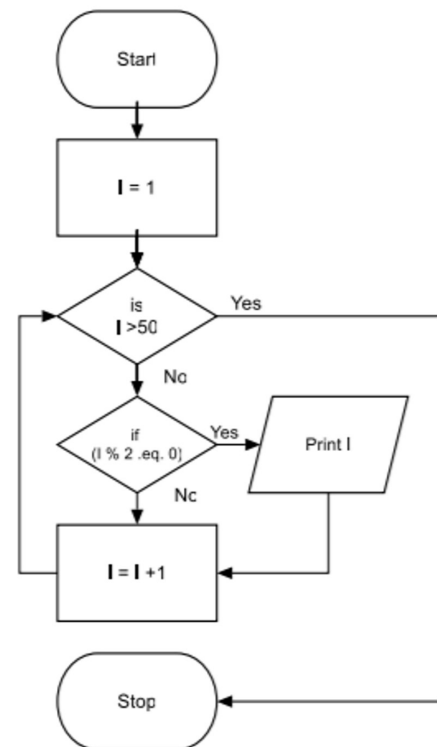 Start
I = 1
is
I >50
Yes
No
if
(I % 2 .eq. 0)
Yes
Print I
No
I = I +1
Stop